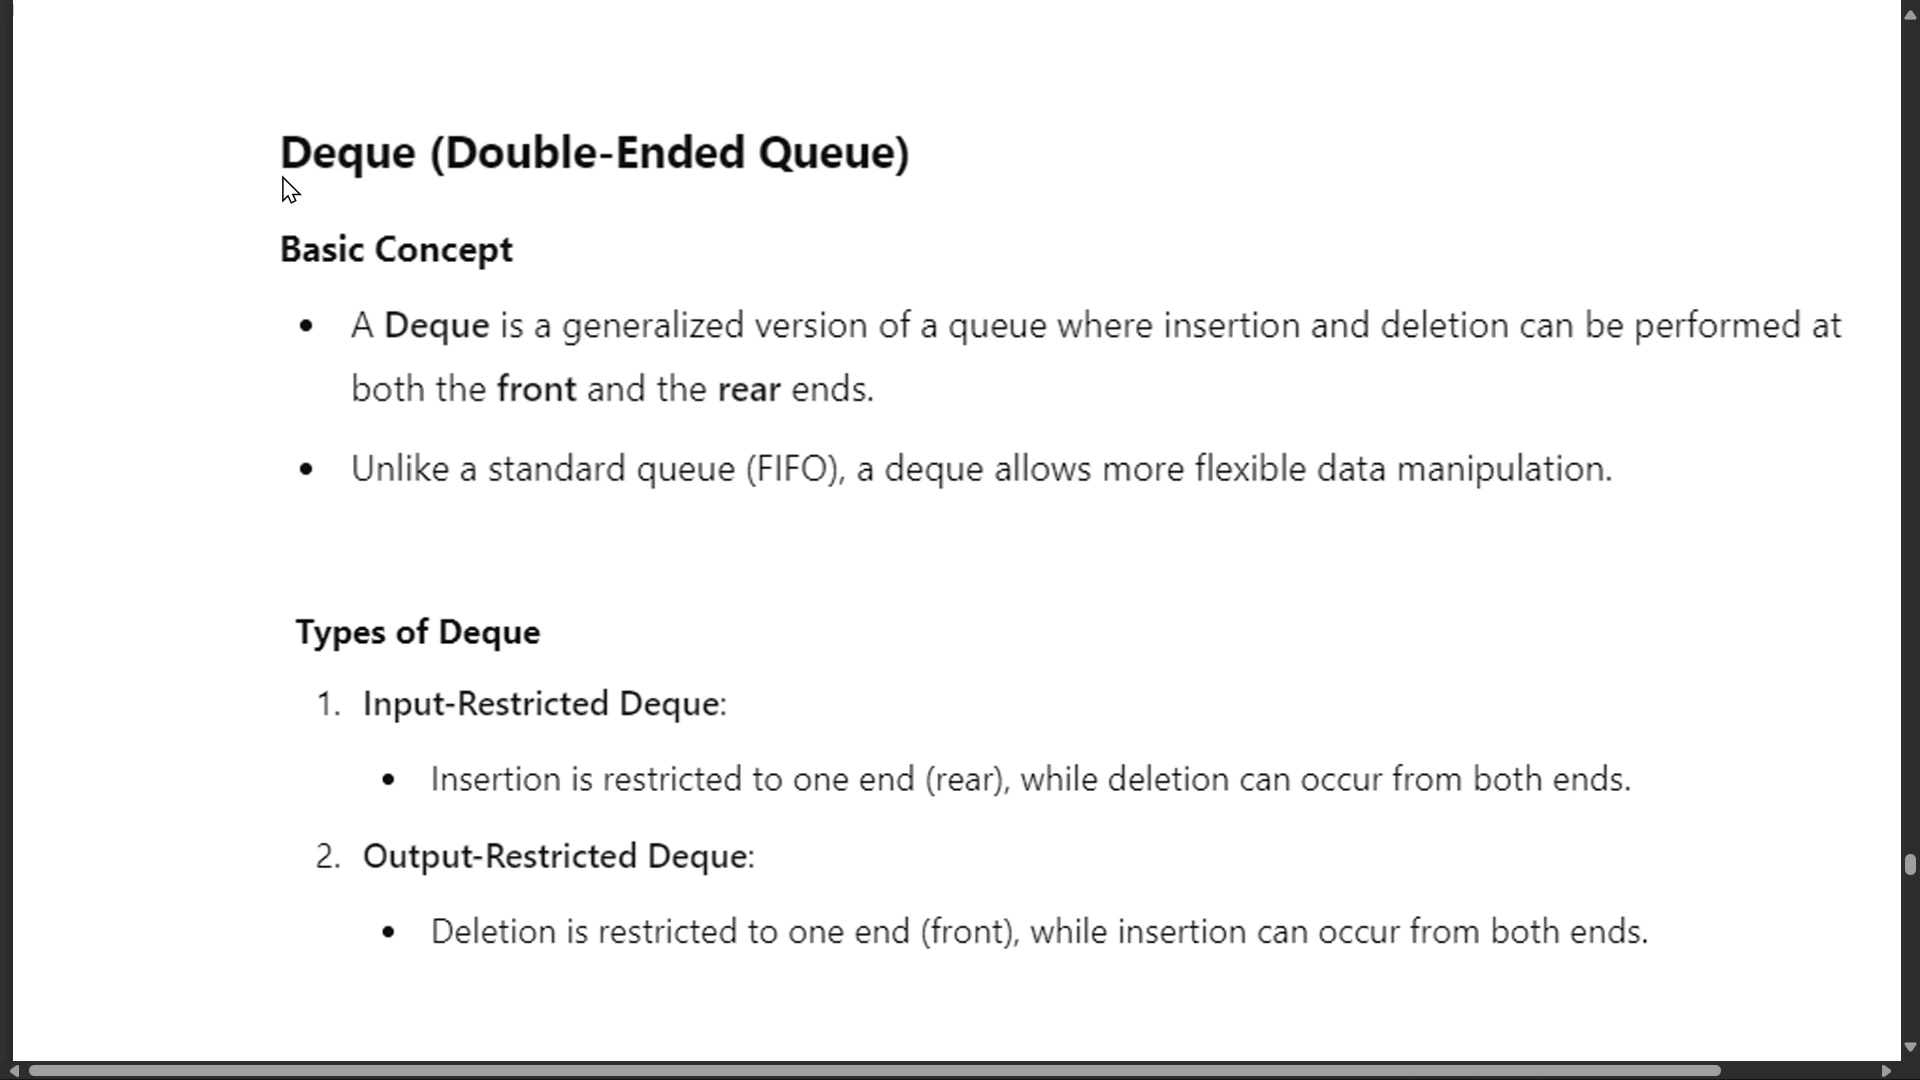 Deque (Double-Ended Queue)
Basic Concept
• A Deque is a generalized version of a queue where insertion and deletion can be performed at
both the front and the rear ends.
• Unlike a standard queue (FIFO), a deque allows more flexible data manipulation.
Types of Deque
1. Input-Restricted Deque:
• Insertion is restricted to one end (rear), while deletion can occur from both ends.
2. Output-Restricted Deque:
• Deletion is restricted to one end (front), while insertion can occur from both ends.